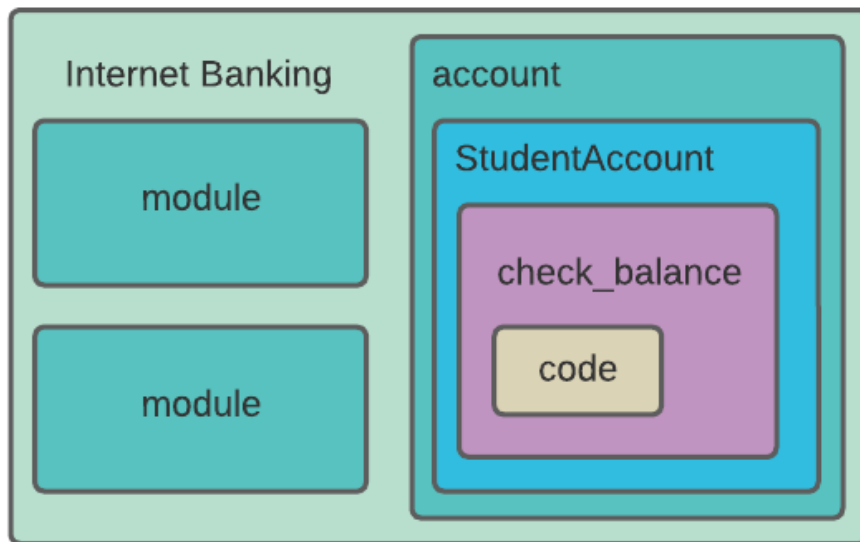 Internet Banking
module
module
account
StudentAccount
check_balance
code